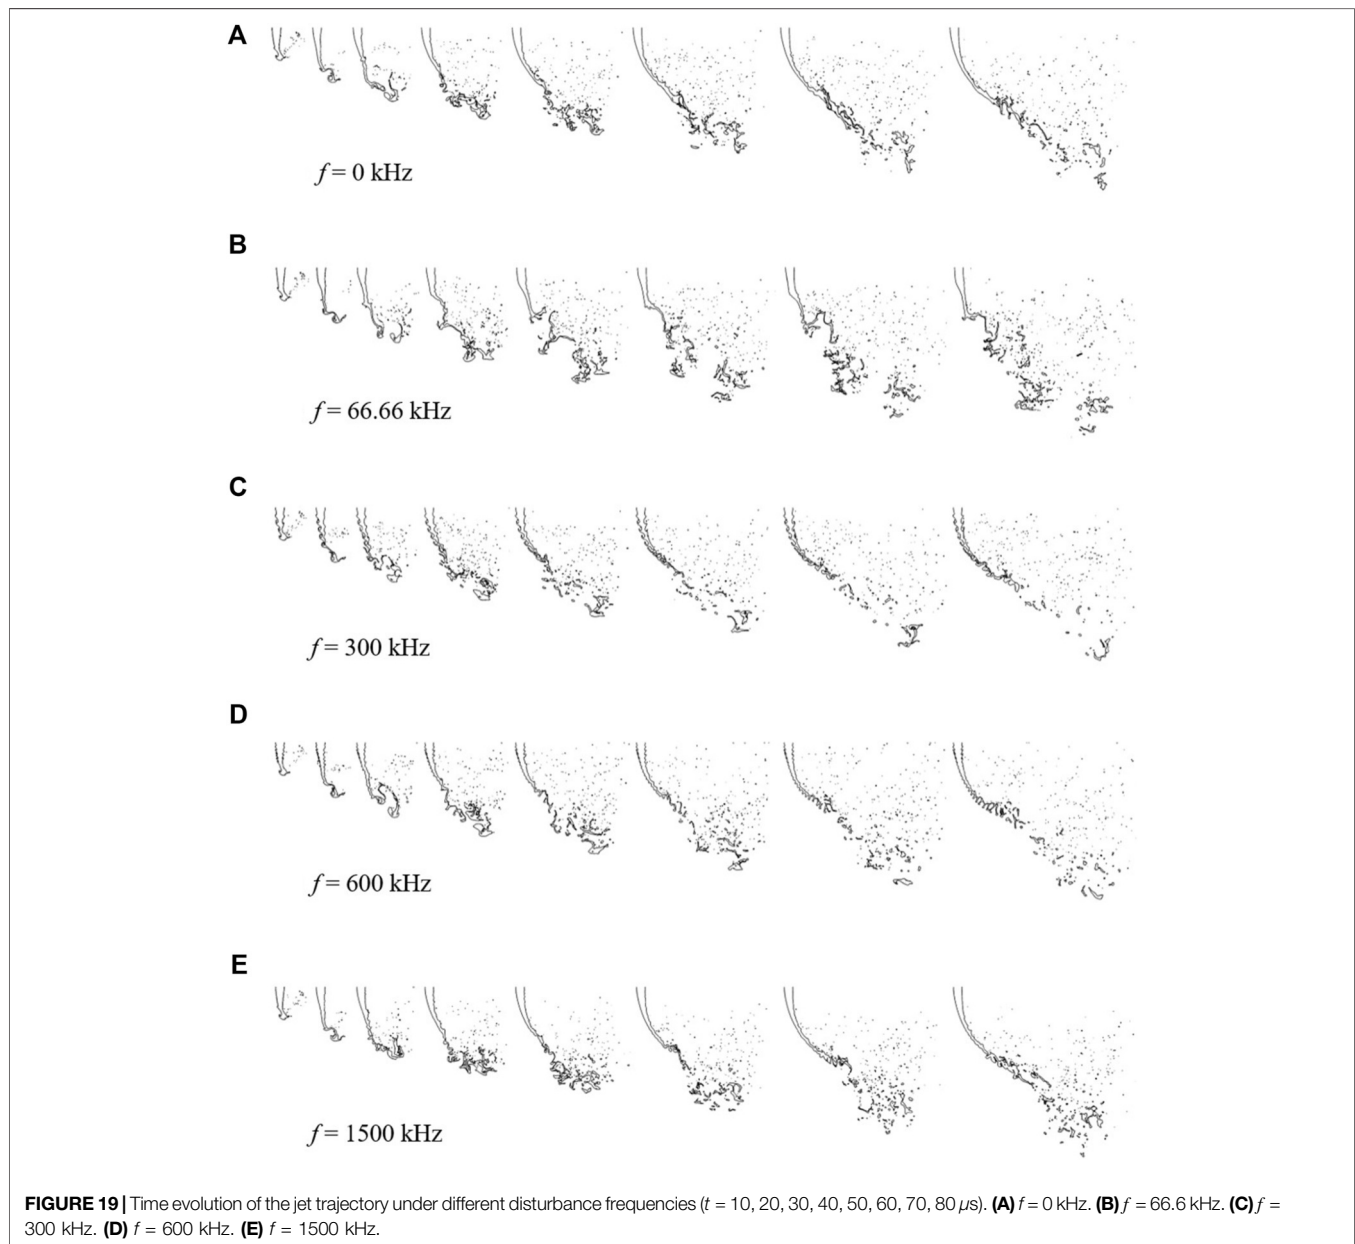 A
f = 0 kHz
B
f = 66.66 kHz
C
f = 300 kHz
D
f = 600 kHz
E
f = 1500 kHz
FIGURE 19 | Time evolution of the jet trajectory under different disturbance frequencies (t = 10, 20, 30, 40, 50, 60, 70, 80 µs). (A) f = 0 kHz. (B) f = 66.6 kHz. (C) f =
300 kHz. (D) f = 600 kHz. (E) f = 1500 kHz.